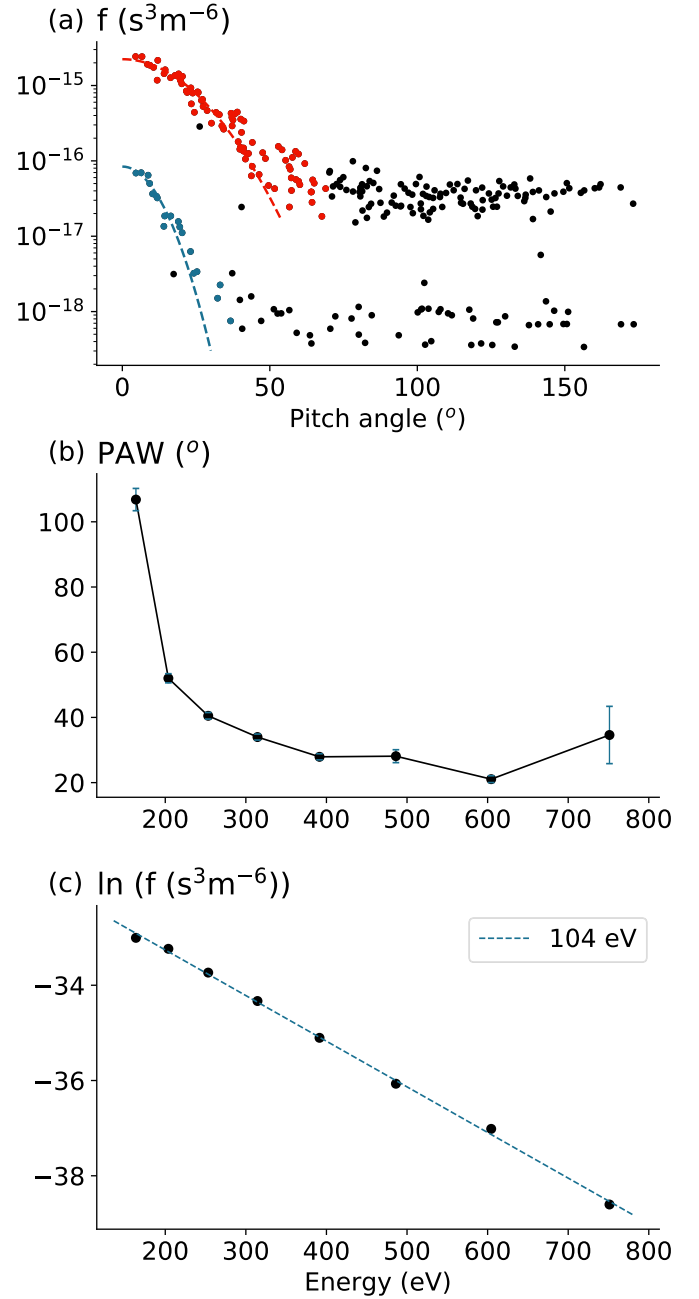 (a) f (s³m⁻⁶)
10⁻¹⁵
10⁻¹⁶
10⁻¹⁷
10⁻¹⁸
0 50 100 150
Pitch angle (ᵒ)
(b) PAW (ᵒ)
100
80
60
40
20
200 300 400 500 600 700 800
(c) ln (f (s³m⁻⁶))
104 eV
−34
−36
−38
200 300 400 500 600 700 800
Energy (eV)